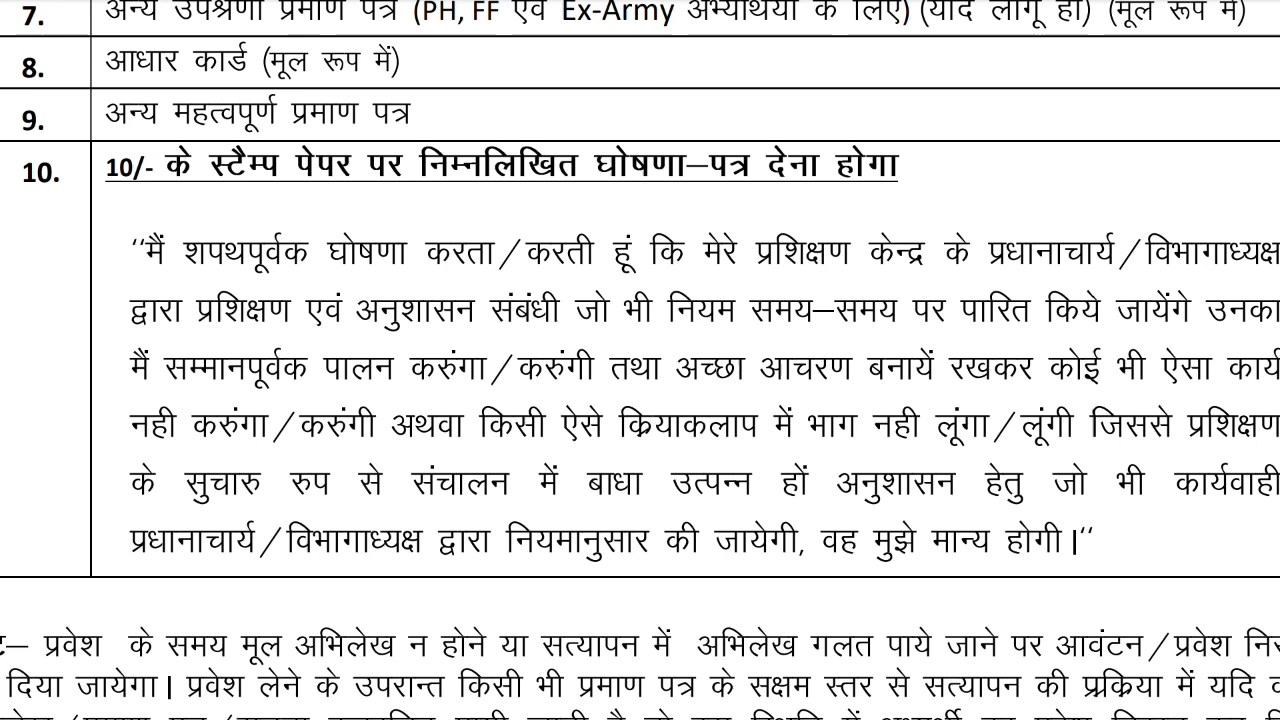 7. अन्य उपश्रेणी प्रमाण पत्र (PH, FF एवं Ex-Army अभ्यर्थियों के लिए) (यदि लागू हो) (मूल रूप में)
8. आधार कार्ड (मूल रूप में)
9. अन्य महत्वपूर्ण प्रमाण पत्र
10. 10/- के स्टैम्प पेपर पर निम्नलिखित घोषणा–पत्र देना होगा
‘‘मैं शपथपूर्वक घोषणा करता/करती हूं कि मेरे प्रशिक्षण केन्द्र के प्रधानाचार्य/विभागाध्यक्ष
द्वारा प्रशिक्षण एवं अनुशासन संबंधी जो भी नियम समय–समय पर पारित किये जायेंगे उनका
मैं सम्मानपूर्वक पालन करुंगा/करुंगी तथा अच्छा आचरण बनायें रखकर कोई भी ऐसा कार्य
नही करुंगा/करुंगी अथवा किसी ऐसे क्रियाकलाप में भाग नही लूंगा/लूंगी जिससे प्रशिक्षण
के सुचारु रुप से संचालन में बाधा उत्पन्न हों अनुशासन हेतु जो भी कार्यवाही
प्रधानाचार्य/विभागाध्यक्ष द्वारा नियमानुसार की जायेगी, वह मुझे मान्य होगी।‘‘
– प्रवेश के समय मूल अभिलेख न होने या सत्यापन में अभिलेख गलत पाये जाने पर आवंटन/प्रवेश
दिया जायेगा। प्रवेश लेने के उपरान्त किसी भी प्रमाण पत्र के सक्षम स्तर से सत्यापन की प्रक्रिया में यदि